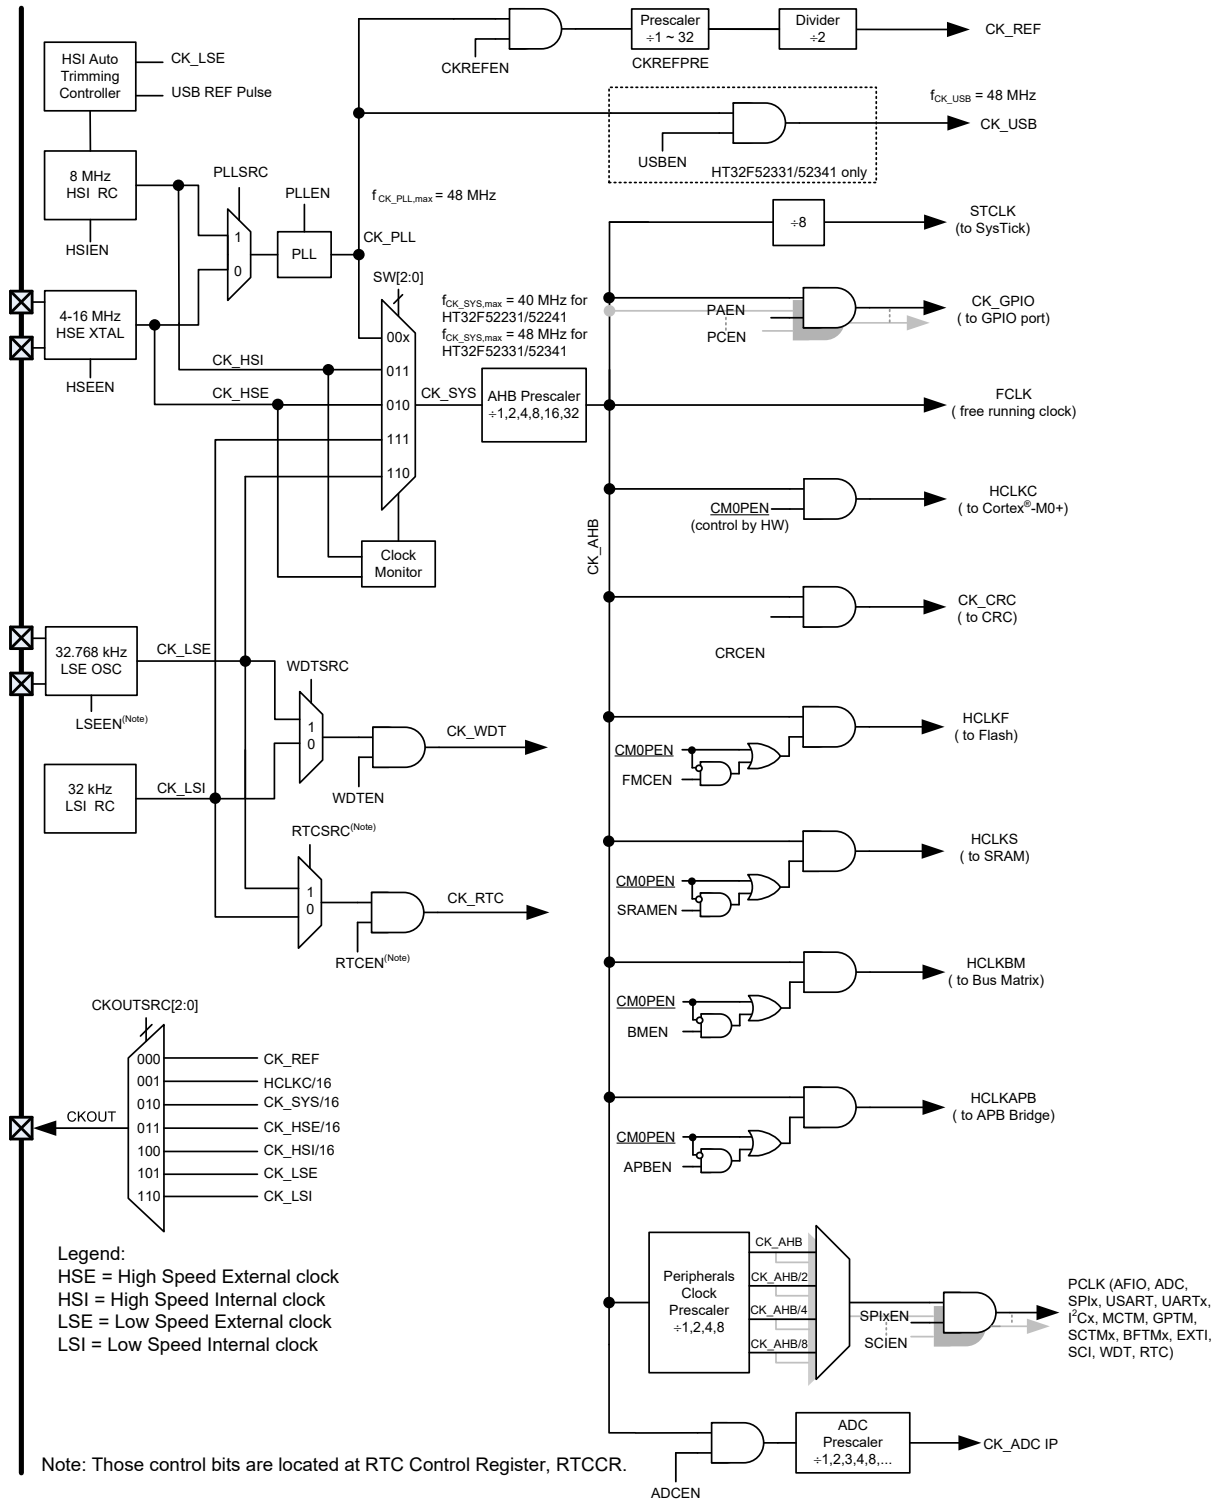 Prescaler
÷1 ~ 32
CKREFPRE
Divider
÷2
CK_REF
CKREFEN
HSI Auto
Trimming
Controller
CK_LSE
USB REF Pulse
fCK_USB = 48 MHz
CK_USB
USBEN
HT32F52331/52341 only
8 MHz
HSI RC
HSIEN
PLLSRC
1
0
PLLEN
PLL
fCK_PLL,max = 48 MHz
CK_PLL
÷8
STCLK
(to SysTick)
4-16 MHz
HSE XTAL
HSEEN
SW[2:0]
fCK_SYS,max = 40 MHz for
HT32F52231/52241
fCK_SYS,max = 48 MHz for
HT32F52331/52341
PAEN
PCEN
CK_GPIO
( to GPIO port)
00x
011
010
111
110
CK_HSI
CK_HSE
CK_SYS
AHB Prescaler
÷1,2,4,8,16,32
FCLK
( free running clock)
CM0PEN
(control by HW)
HCLKC
( to Cortex®-M0+)
Clock
Monitor
CK_AHB
CK_CRC
( to CRC)
CRCEN
32.768 kHz
LSE OSC
LSEEN(Note)
CK_LSE
WDTSRC
1
0
CK_WDT
WDTEN
CM0PEN
FMCEN
HCLKF
( to Flash)
32 kHz
LSI RC
CK_LSI
RTCSRC(Note)
1
0
CK_RTC
RTCEN(Note)
CM0PEN
SRAMEN
HCLKS
( to SRAM)
CM0PEN
BMEN
HCLKBM
( to Bus Matrix)
CKOUTSRC[2:0]
CKOUT
000 CK_REF
001 HCLKC/16
010 CK_SYS/16
011 CK_HSE/16
100 CK_HSI/16
101 CK_LSE
110 CK_LSI
CM0PEN
APBEN
HCLKAPB
( to APB Bridge)
Legend:
HSE = High Speed External clock
HSI = High Speed Internal clock
LSE = Low Speed External clock
LSI = Low Speed Internal clock
Peripherals
Clock
Prescaler
÷1,2,4,8
CK_AHB
CK_AHB/2
CK_AHB/4
CK_AHB/8
SPIxEN
SCIEN
PCLK (AFIO, ADC,
SPIx, USART, UARTx,
I²Cx, MCTM, GPTM,
SCTMx, BFTMx, EXTI,
SCI, WDT, RTC)
ADC
Prescaler
÷1,2,3,4,8,...
CK_ADC IP
ADCEN
Note: Those control bits are located at RTC Control Register, RTCCR.